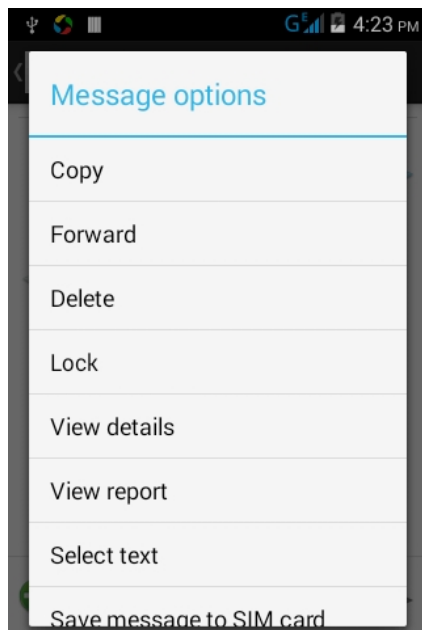 G E 4:23 PM
Message options
Copy
Forward
Delete
Lock
View details
View report
Select text
Save message to SIM card